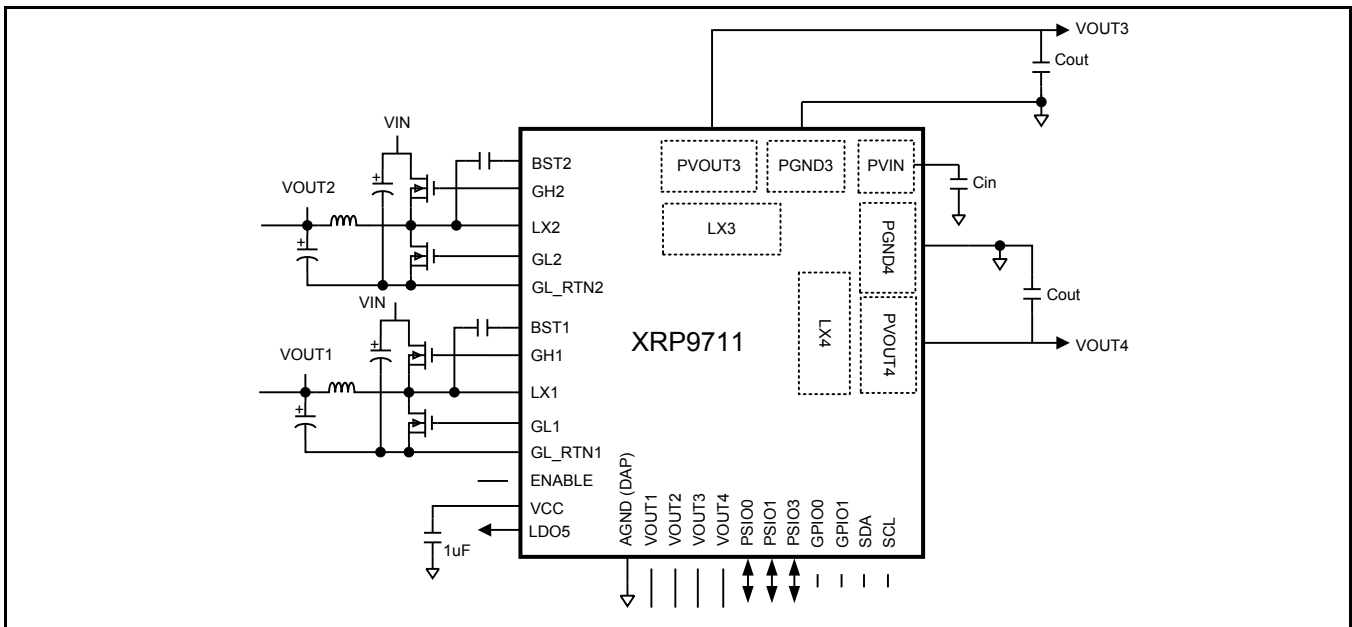 VOUT3
Cout
VIN
VOUT2
+
+
BST2
GH2
LX2
GL2
GL_RTN2
PVOUT3
PGND3
PVIN
Cin
LX3
PGND4
Cout
VIN
VOUT1
+
+
BST1
GH1
LX1
GL1
GL_RTN1
XRP9711
LX4
PVOUT4
VOUT4
ENABLE
VCC
LDO5
1uF
AGND (DAP)
VOUT1
VOUT2
VOUT3
VOUT4
PSIO0
PSIO1
PSIO3
GPIO0
GPIO1
SDA
SCL